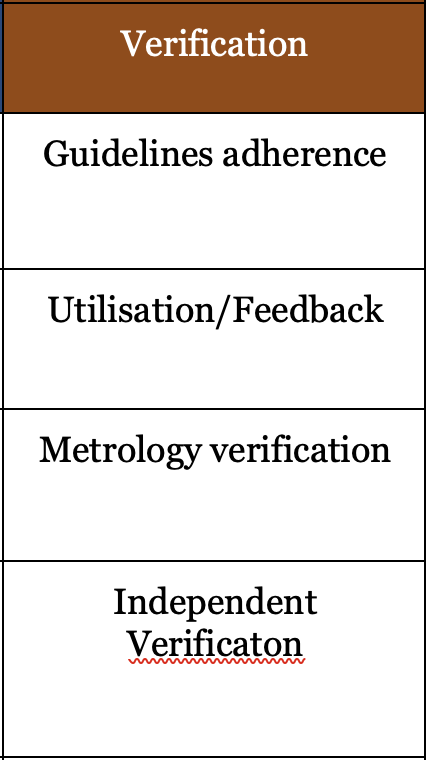 Verification
Guidelines adherence
Utilisation/Feedback
Metrology verification
Independent
Verificaton